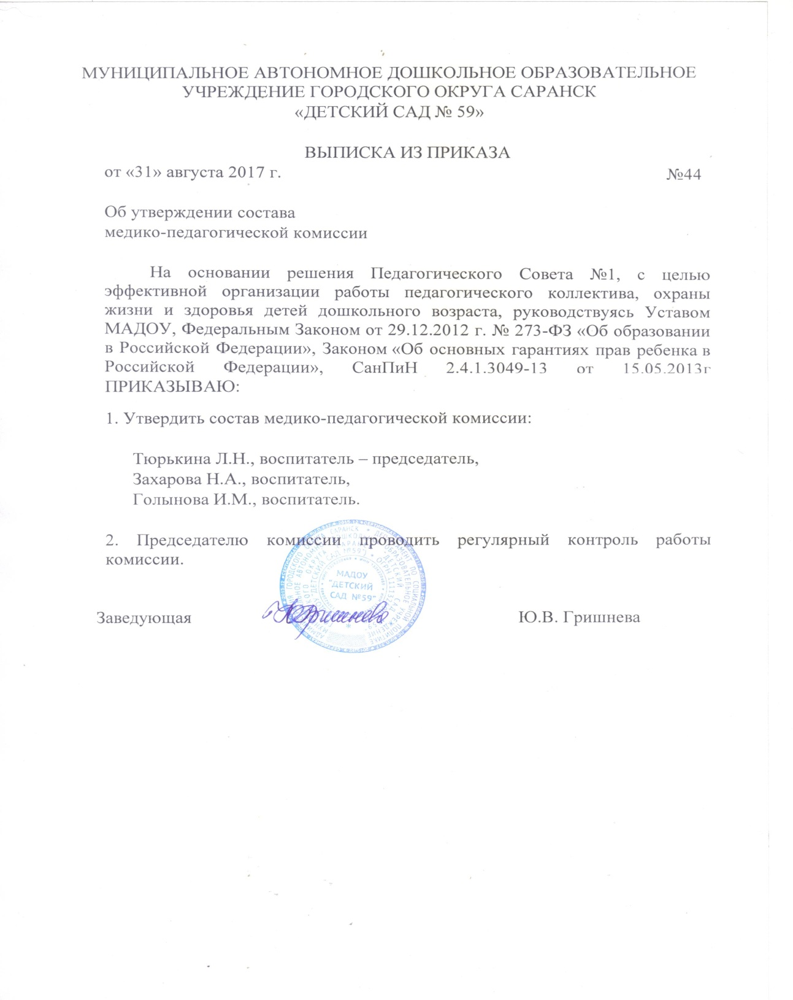 МУНИЦИПАЛЬНОЕ АВТОНОМНОЕ ДОШКОЛЬНОЕ ОБРАЗОВАТЕЛЬНОЕ
УЧРЕЖДЕНИЕ ГОРОДСКОГО ОКРУГА САРАНСК
«ДЕТСКИЙ САД № 59»
ВЫПИСКА ИЗ ПРИКАЗА
от «31» августа 2017 г. №44
Об утверждении состава
медико-педагогической комиссии
На основании решения Педагогического Совета №1, с целью
эффективной организации работы педагогического коллектива, охраны
жизни и здоровья детей дошкольного возраста, руководствуясь Уставом
МАДОУ, Федеральным Законом от 29.12.2012 г. № 273-ФЗ «Об образовании
в Российской Федерации», Законом «Об основных гарантиях прав ребенка в
Российской Федерации», СанПиН 2.4.1.3049-13 от 15.05.2013г
ПРИКАЗЫВАЮ:
1. Утвердить состав медико-педагогической комиссии:
Тюрькина Л.Н., воспитатель – председатель,
Захарова Н.А., воспитатель,
Голынова И.М., воспитатель.
2. Председателю комиссии проводить регулярный контроль работы
комиссии.
МАДОУ
"ДЕТСКИЙ
САД №59"
Заведующая Ю.В. Гришнева